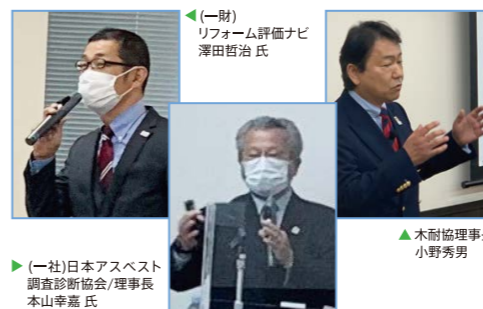 ◀(一財)
リフォーム評価ナビ
澤田哲治 氏
▲木耐協理事
小野秀男
▶(一社)日本アスベスト
調査診断協会/理事長
本山幸嘉 氏